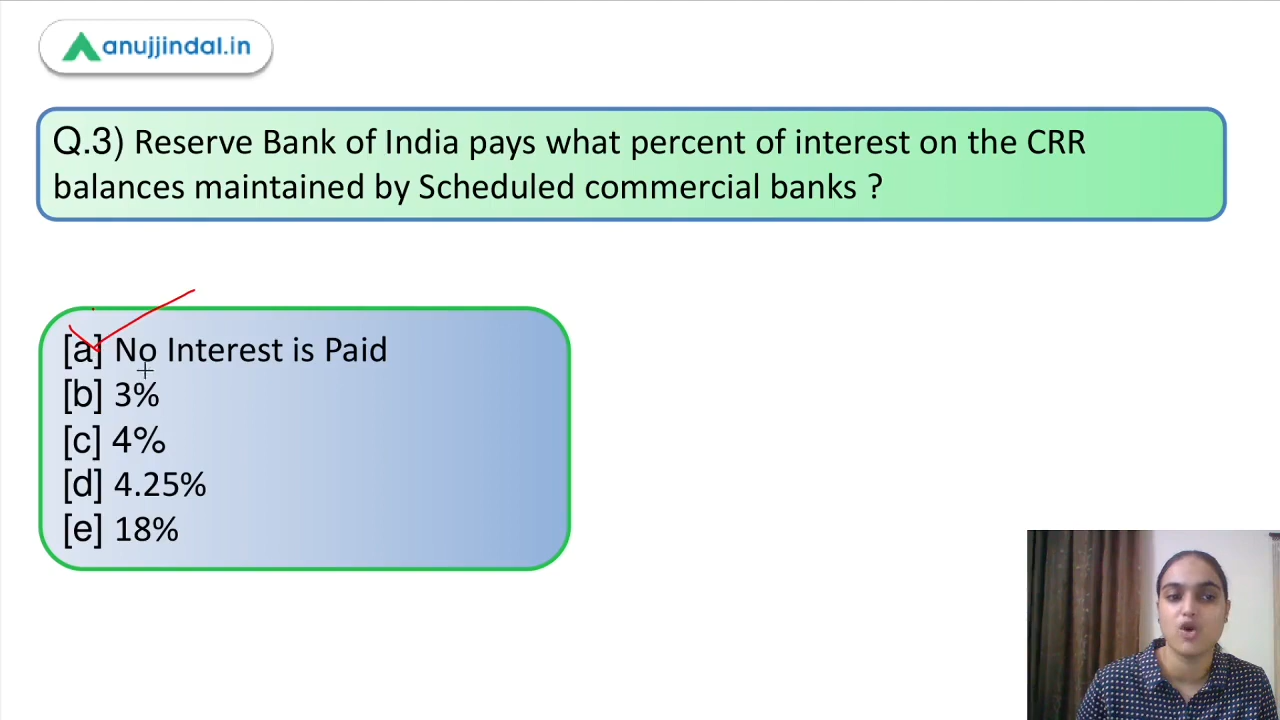 anujjindal.in
Q.3) Reserve Bank of India pays what percent of interest on the CRR
balances maintained by Scheduled commercial banks ?
[a] No Interest is Paid
[b] 3%
[c] 4%
[d] 4.25%
[e] 18%